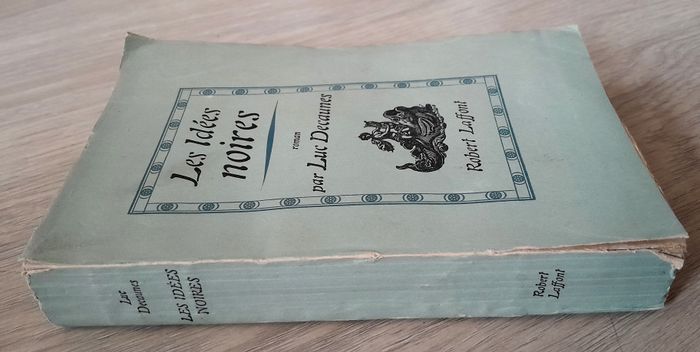 Les Idées
noires
roman
par Luc Decaunes
Robert Laffont
Luc
Decaunes
LES IDÉES
NOIRES
Robert
Laffont